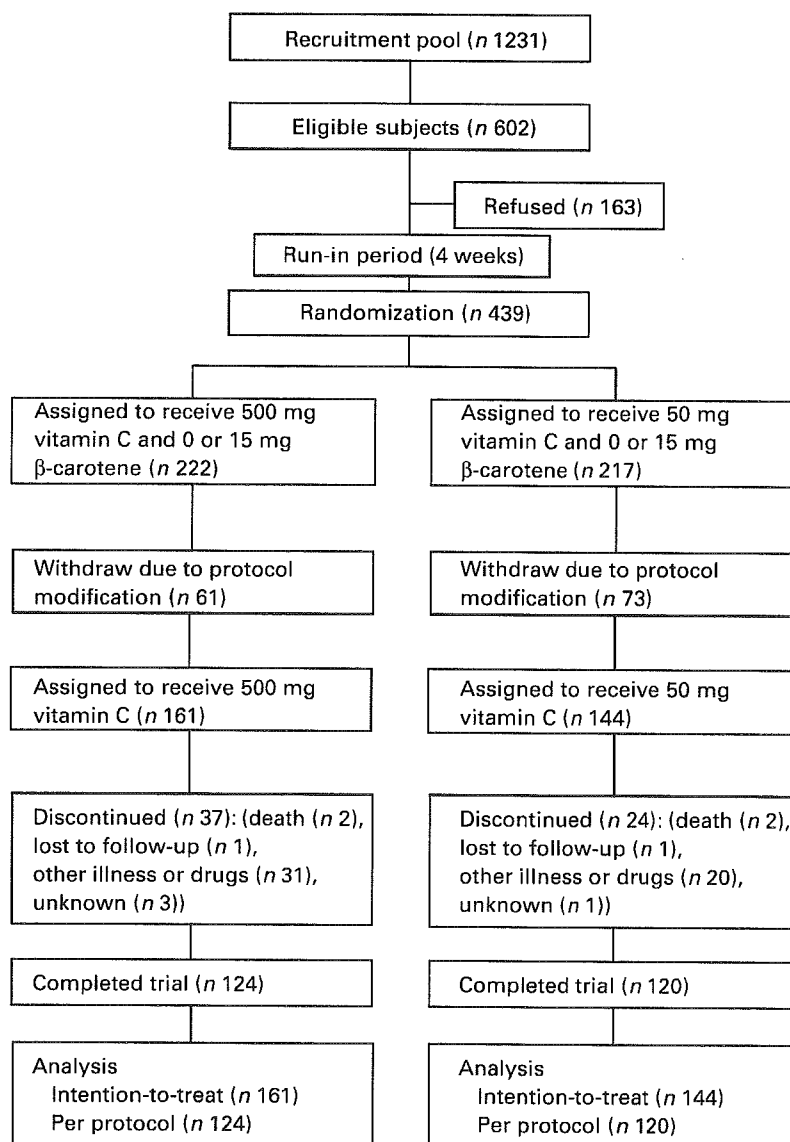 Recruitment pool (n 1231)
Eligible subjects (n 602)
Refused (n 163)
Run-in period (4 weeks)
Randomization (n 439)
Assigned to receive 500 mg
vitamin C and 0 or 15 mg
β-carotene (n 222)
Assigned to receive 50 mg
vitamin C and 0 or 15 mg
β-carotene (n 217)
Withdraw due to protocol
modification (n 61)
Withdraw due to protocol
modification (n 73)
Assigned to receive 500 mg
vitamin C (n 161)
Assigned to receive 50 mg
vitamin C (n 144)
Discontinued (n 37): (death (n 2),
lost to follow-up (n 1),
other illness or drugs (n 31),
unknown (n 3))
Discontinued (n 24): (death (n 2),
lost to follow-up (n 1),
other illness or drugs (n 20),
unknown (n 1))
Completed trial (n 124)
Completed trial (n 120)
Analysis
Intention-to-treat (n 161)
Per protocol (n 124)
Analysis
Intention-to-treat (n 144)
Per protocol (n 120)